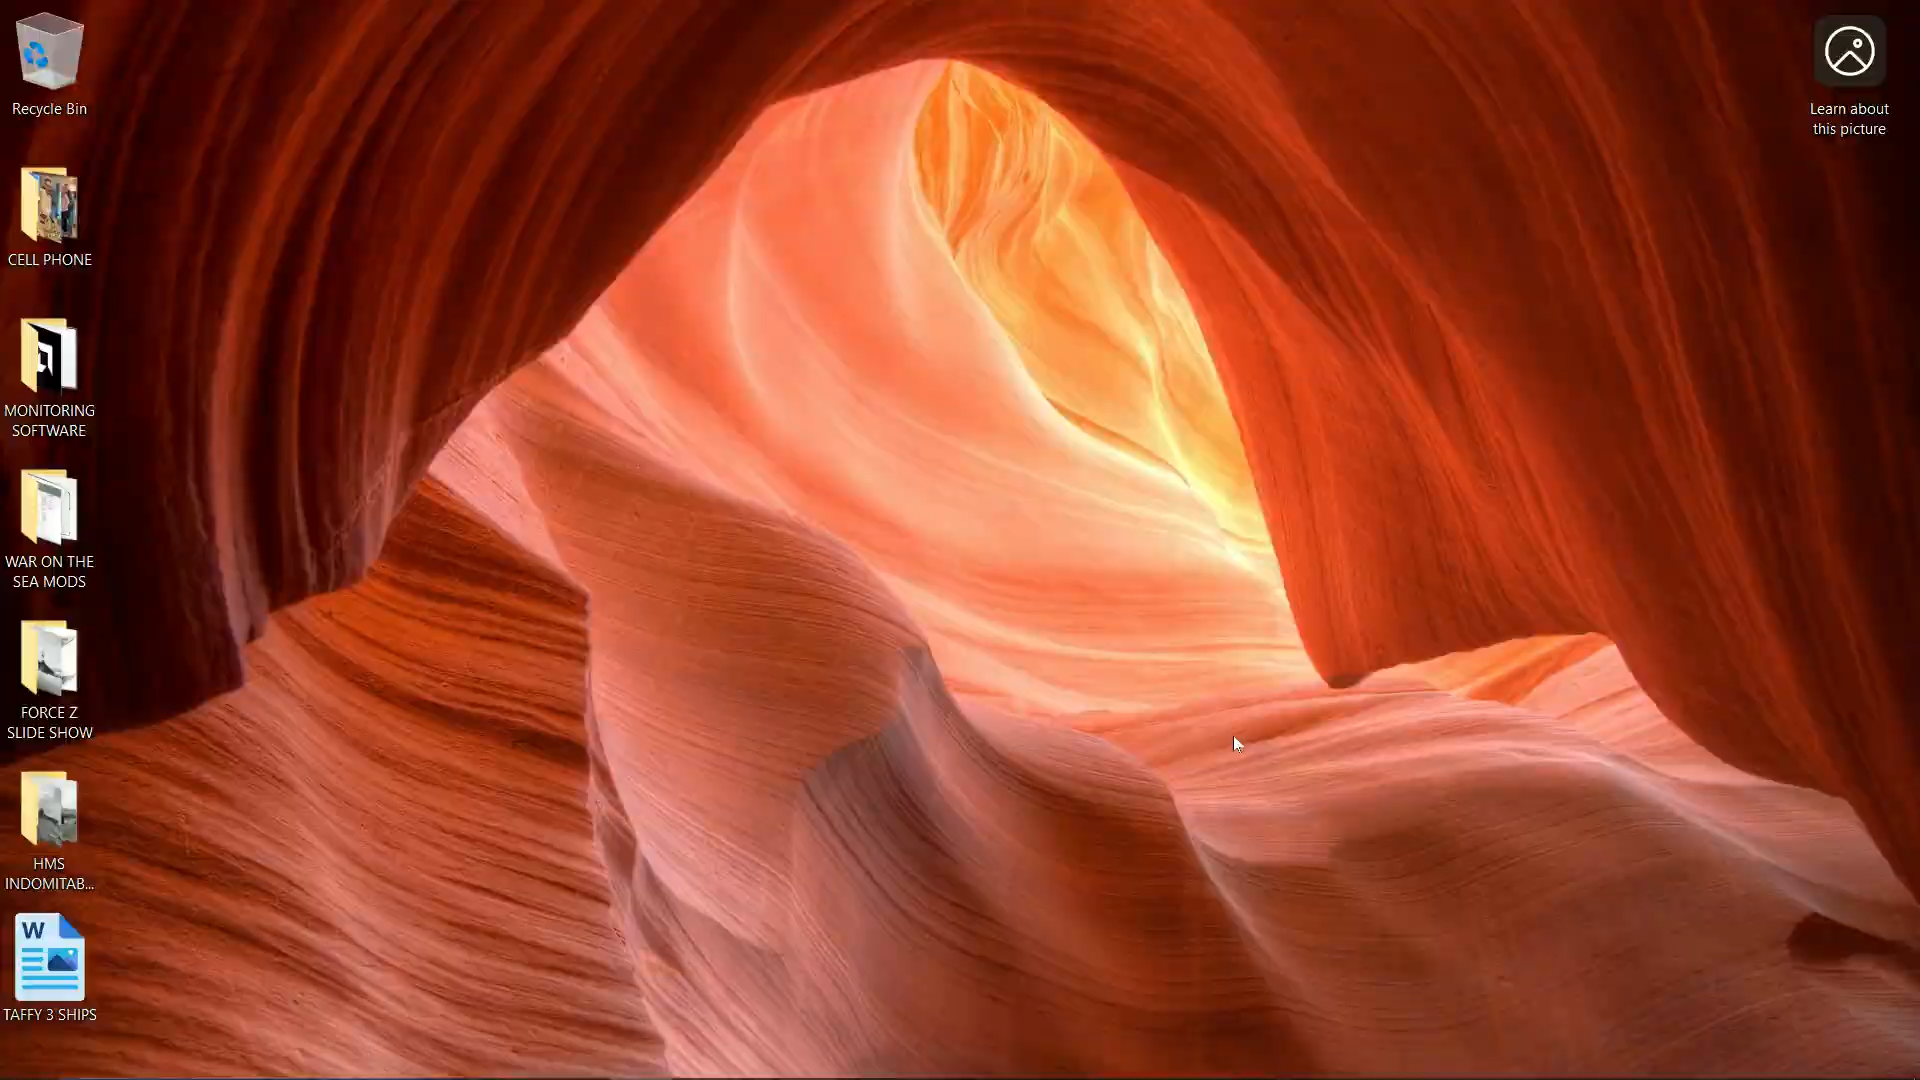 Recycle Bin
CELL PHONE
MONITORING
SOFTWARE
WAR ON THE
SEA MODS
FORCE Z
SLIDE SHOW
HMS
INDOMITAB...
W
TAFFY 3 SHIPS
Learn about
this picture